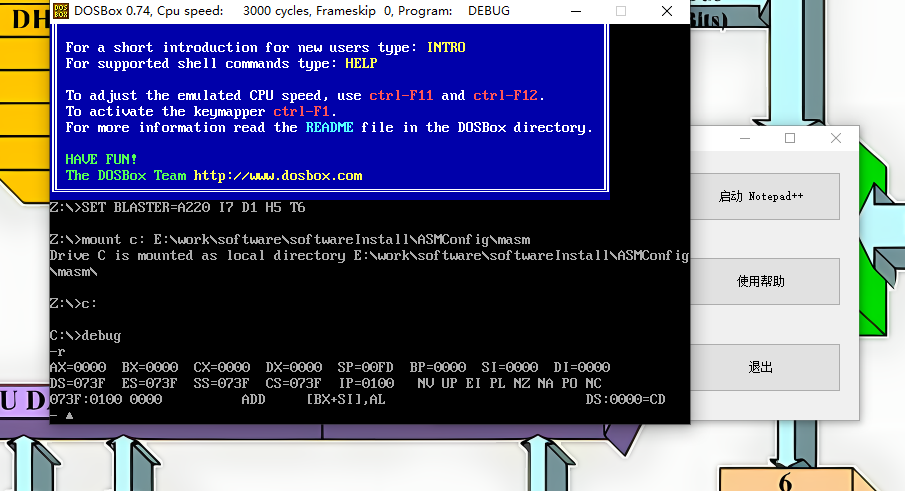 DH
DOSBox 0.74, Cpu speed: 3000 cycles, Frameskip 0, Program: DEBUG
Bits)
For a short introduction for new users type: INTRO
For supported shell commands type: HELP
To adjust the emulated CPU speed, use ctrl-F11 and ctrl-F12.
To activate the keymapper ctrl-F1.
For more information read the README file in the DOSBox directory.
HAVE FUN!
The DOSBox Team http://www.dosbox.com
Z:\>SET BLASTER=A220 I7 D1 H5 T6
Z:\>mount c: E:\work\software\softwareInstall\ASMConfig\masm
Drive C is mounted as local directory E:\work\software\softwareInstall\ASMConfig
\masm\
Z:\>c:
C:\>debug
-r
AX=0000 BX=0000 CX=0000 DX=0000 SP=00FD BP=0000 SI=0000 DI=0000
DS=073F ES=073F SS=073F CS=073F IP=0100 NV UP EI PL NZ NA PO NC
073F:0100 0000 ADD [BX+SI],AL DS:0000=CD
-
启动 Notepad++
使用帮助
退出
U D
6